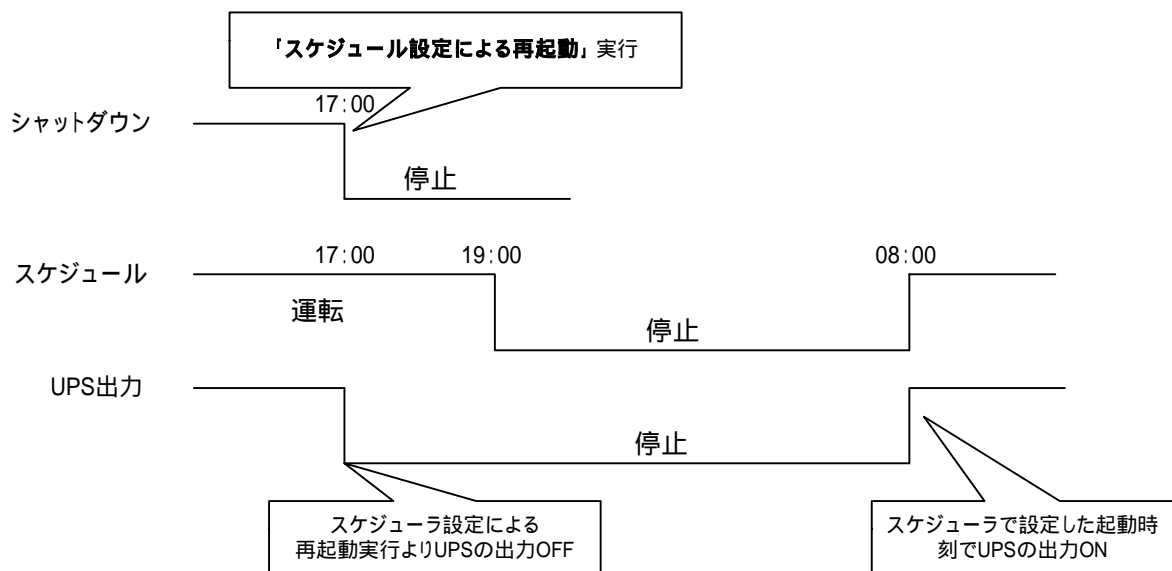 「スケジュール設定による再起動」実行
17:00
シャットダウン
停止
17:00
19:00
08:00
スケジュール
運転
停止
UPS出力
停止
スケジューラ設定による
再起動実行よりUPSの出力OFF
スケジューラで設定した起動時
刻でUPSの出力ON